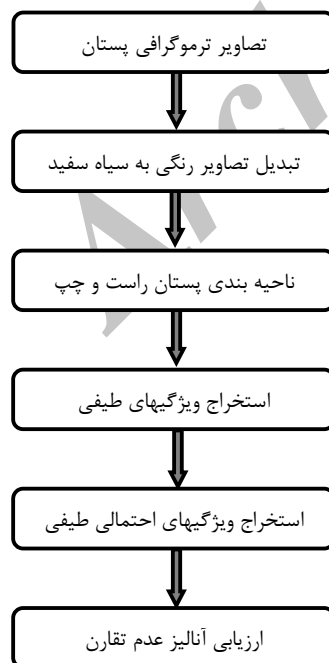 تصاویر ترموگرافی پستان
تبدیل تصاویر رنگی به سیاه سفید
ناحیه بندی پستان راست و چپ
استخراج ویژگیهای طیفی
استخراج ویژگیهای احتمالی طیفی
ارزیابی آنالیز عدم تقارن